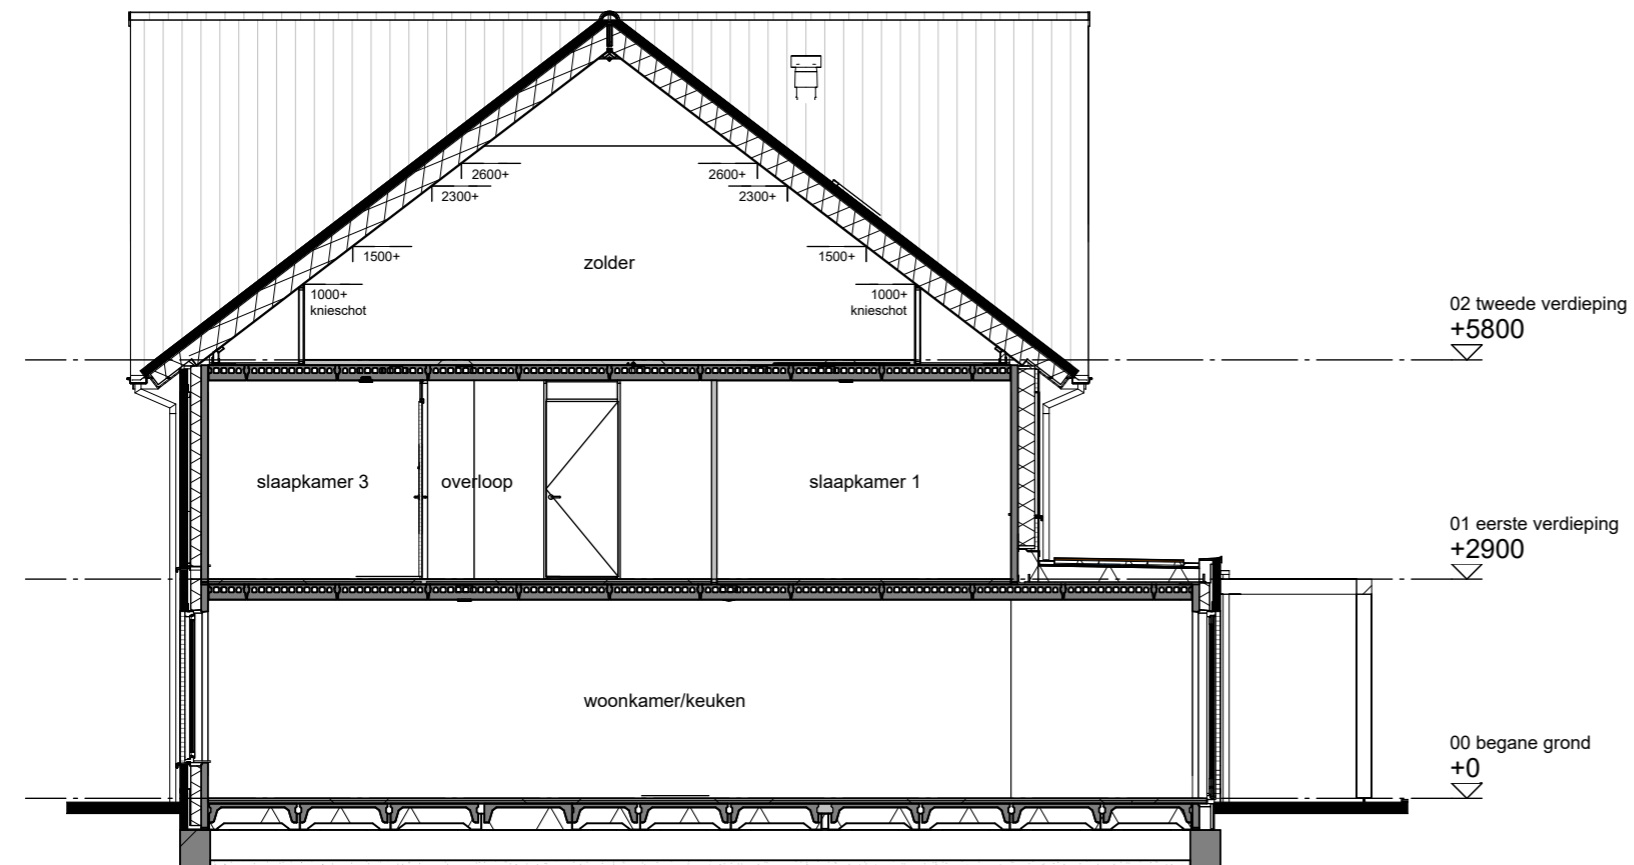 2600+
2600+
2300+
2300+
1500+
1500+
zolder
1000+
knieschot
1000+
knieschot
02 tweede verdieping
+5800
slaapkamer 3
overloop
slaapkamer 1
01 eerste verdieping
+2900
woonkamer/keuken
00 begane grond
+0